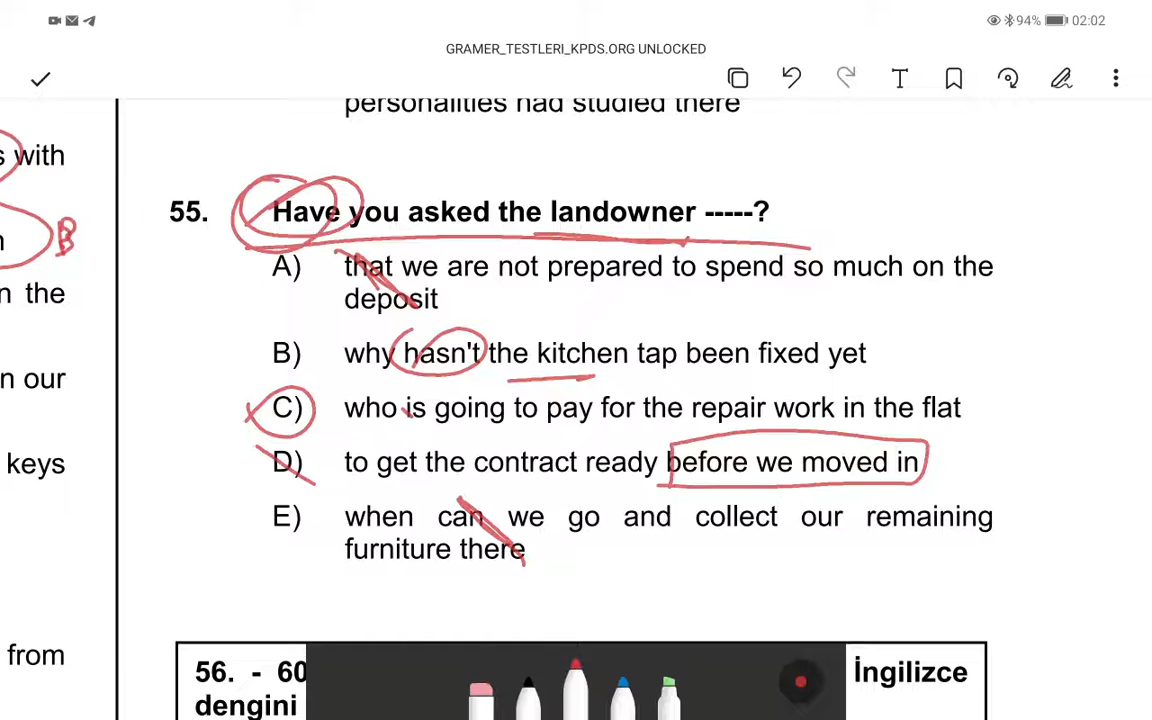 94% 02:02
GRAMER_TESTLERI_KPDS.ORG UNLOCKED
personalities had studied there
s with
B
n the
n our
keys
from
55. Have you asked the landowner -----?
A) that we are not prepared to spend so much on the
deposit
B) why hasn't the kitchen tap been fixed yet
C) who is going to pay for the repair work in the flat
D) to get the contract ready before we moved in
E) when can we go and collect our remaining
furniture there
56. - 60 İngilizce
dengini